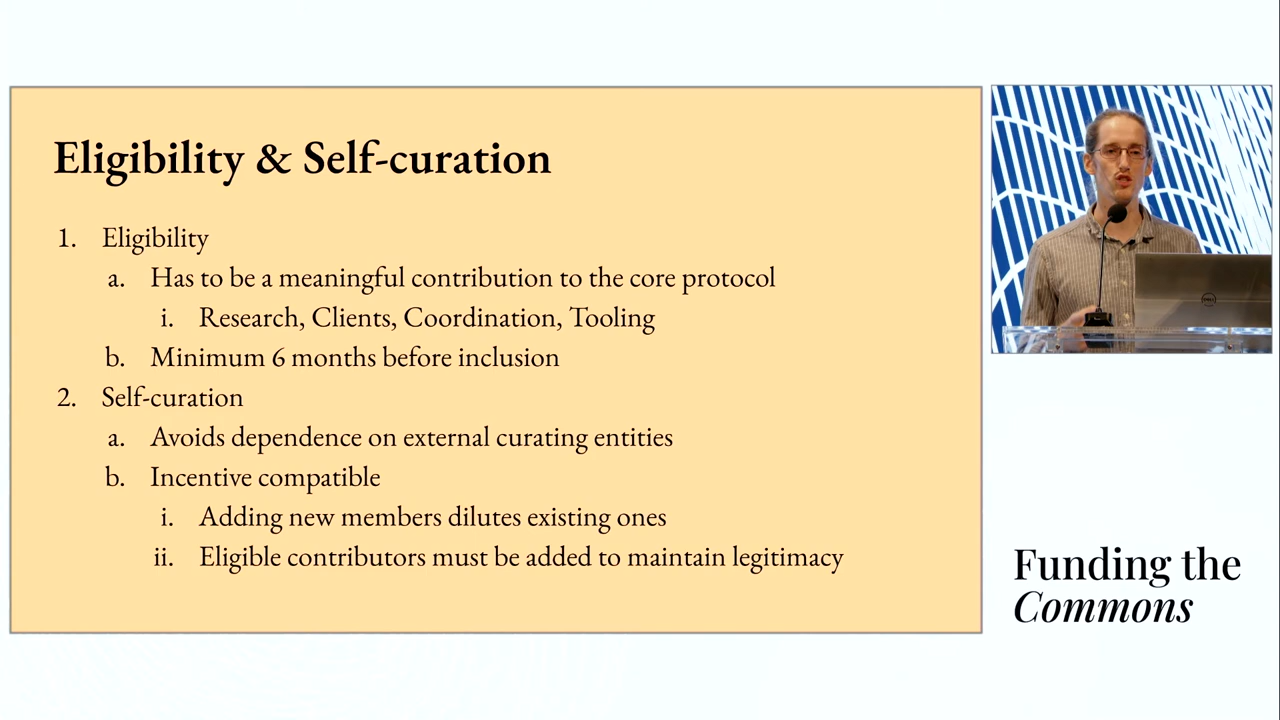 Eligibility & Self-curation
1. Eligibility
a. Has to be a meaningful contribution to the core protocol
i. Research, Clients, Coordination, Tooling
b. Minimum 6 months before inclusion
2. Self-curation
a. Avoids dependence on external curating entities
b. Incentive compatible
i. Adding new members dilutes existing ones
ii. Eligible contributors must be added to maintain legitimacy
DELL
Funding the
Commons